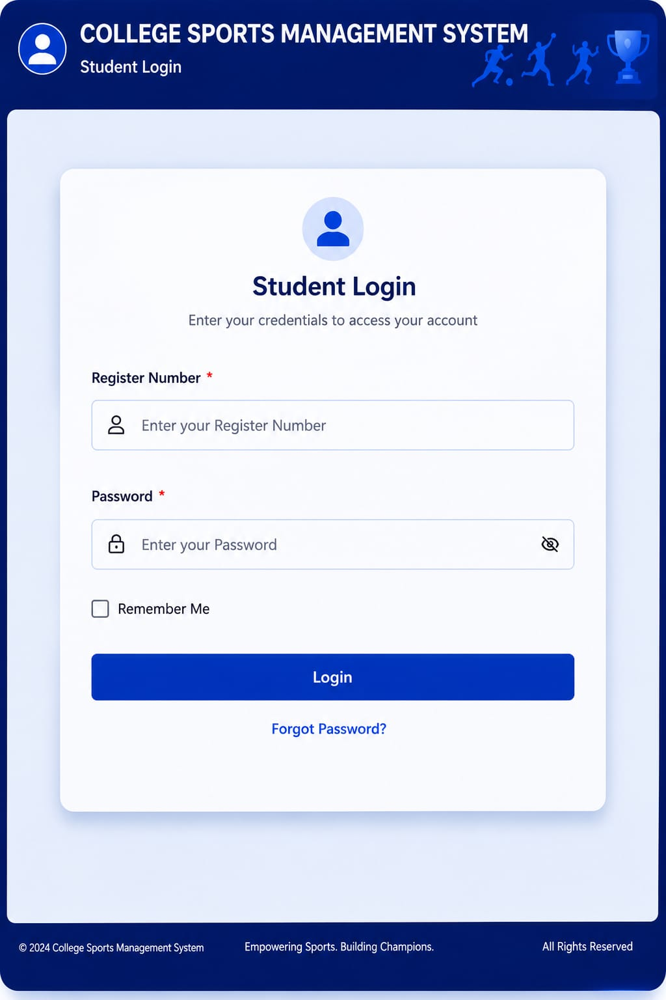 COLLEGE SPORTS MANAGEMENT SYSTEM
Student Login
Student Login
Enter your credentials to access your account
Register Number *
Enter your Register Number
Password *
Enter your Password
Remember Me
Login
Forgot Password?
© 2024 College Sports Management System
Empowering Sports. Building Champions.
All Rights Reserved